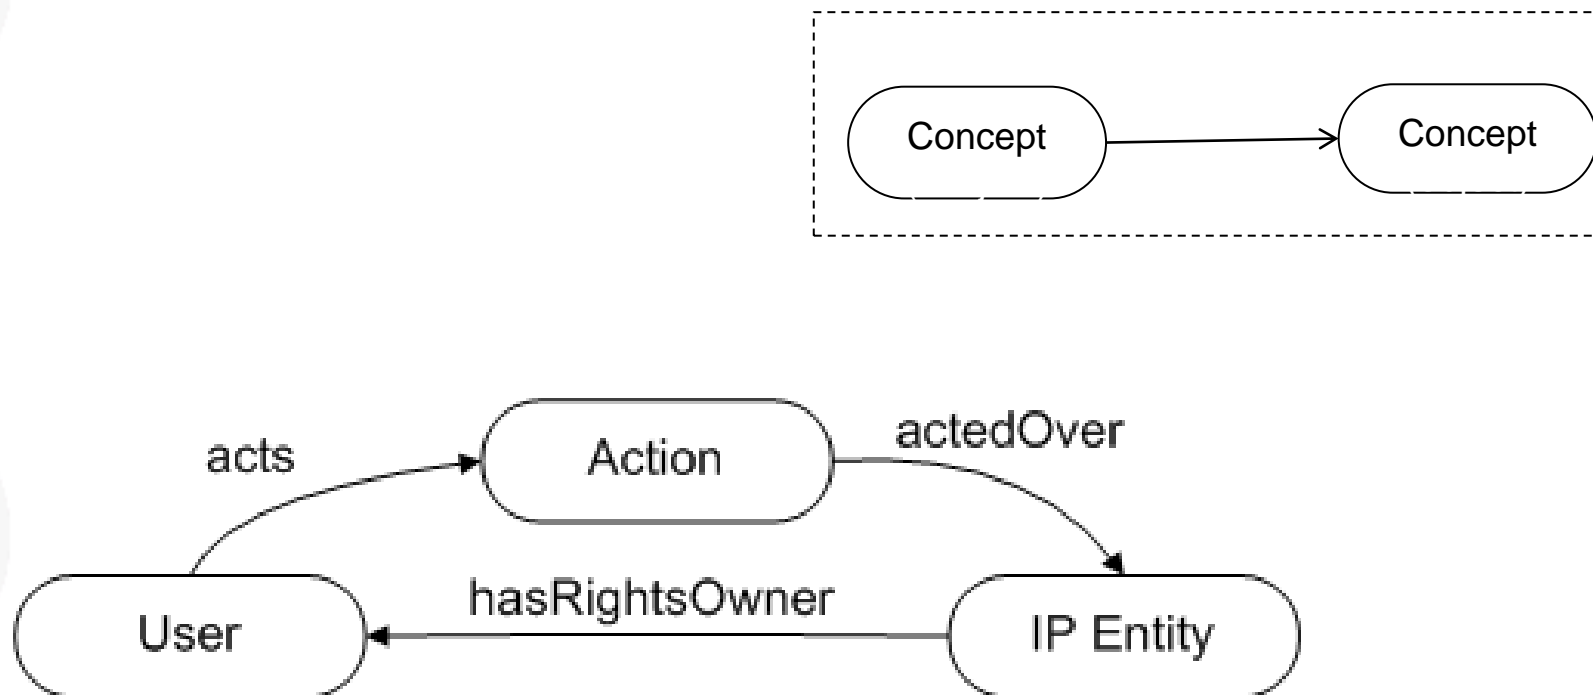 Concept
Concept
actedOver
acts
Action
hasRightsOwner
User
IP Entity